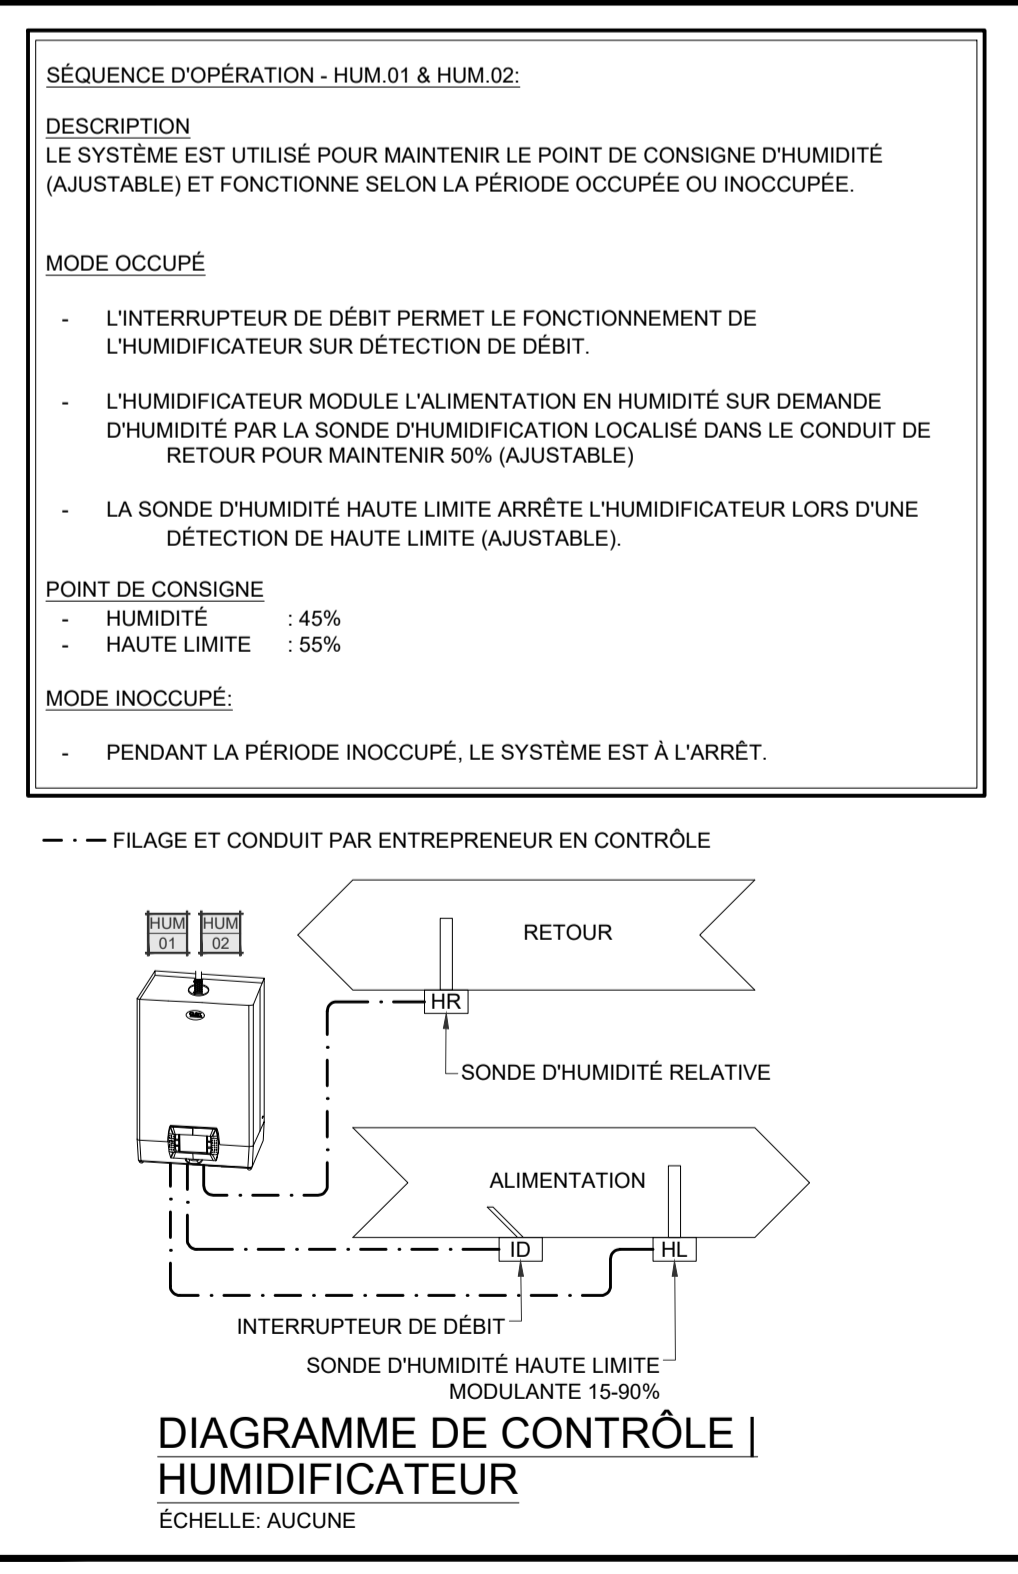 SÉQUENCE D'OPÉRATION - HUM.01 & HUM.02:
DESCRIPTION
LE SYSTÈME EST UTILISÉ POUR MAINTENIR LE POINT DE CONSIGNE D'HUMIDITÉ
(AJUSTABLE) ET FONCTIONNE SELON LA PÉRIODE OCCUPÉE OU INOCCUPÉE.
MODE OCCUPÉ
- L'INTERRUPTEUR DE DÉBIT PERMET LE FONCTIONNEMENT DE
L'HUMIDIFICATEUR SUR DÉTECTION DE DÉBIT.
- L'HUMIDIFICATEUR MODULE L'ALIMENTATION EN HUMIDITÉ SUR DEMANDE
D'HUMIDITÉ PAR LA SONDE D'HUMIDIFICATION LOCALISÉ DANS LE CONDUIT DE
RETOUR POUR MAINTENIR 50% (AJUSTABLE)
- LA SONDE D'HUMIDITÉ HAUTE LIMITE ARRÊTE L'HUMIDIFICATEUR LORS D'UNE
DÉTECTION DE HAUTE LIMITE (AJUSTABLE).
POINT DE CONSIGNE
- HUMIDITÉ : 45%
- HAUTE LIMITE : 55%
MODE INOCCUPÉ:
- PENDANT LA PÉRIODE INOCCUPÉ, LE SYSTÈME EST À L'ARRÊT.
FILAGE ET CONDUIT PAR ENTREPRENEUR EN CONTRÔLE
HUM HUM
01 02
RETOUR
HR
SONDE D'HUMIDITÉ RELATIVE
ALIMENTATION
ID HL
INTERRUPTEUR DE DÉBIT
SONDE D'HUMIDITÉ HAUTE LIMITE
MODULANTE 15-90%
DIAGRAMME DE CONTRÔLE |
HUMIDIFICATEUR
ÉCHELLE: AUCUNE